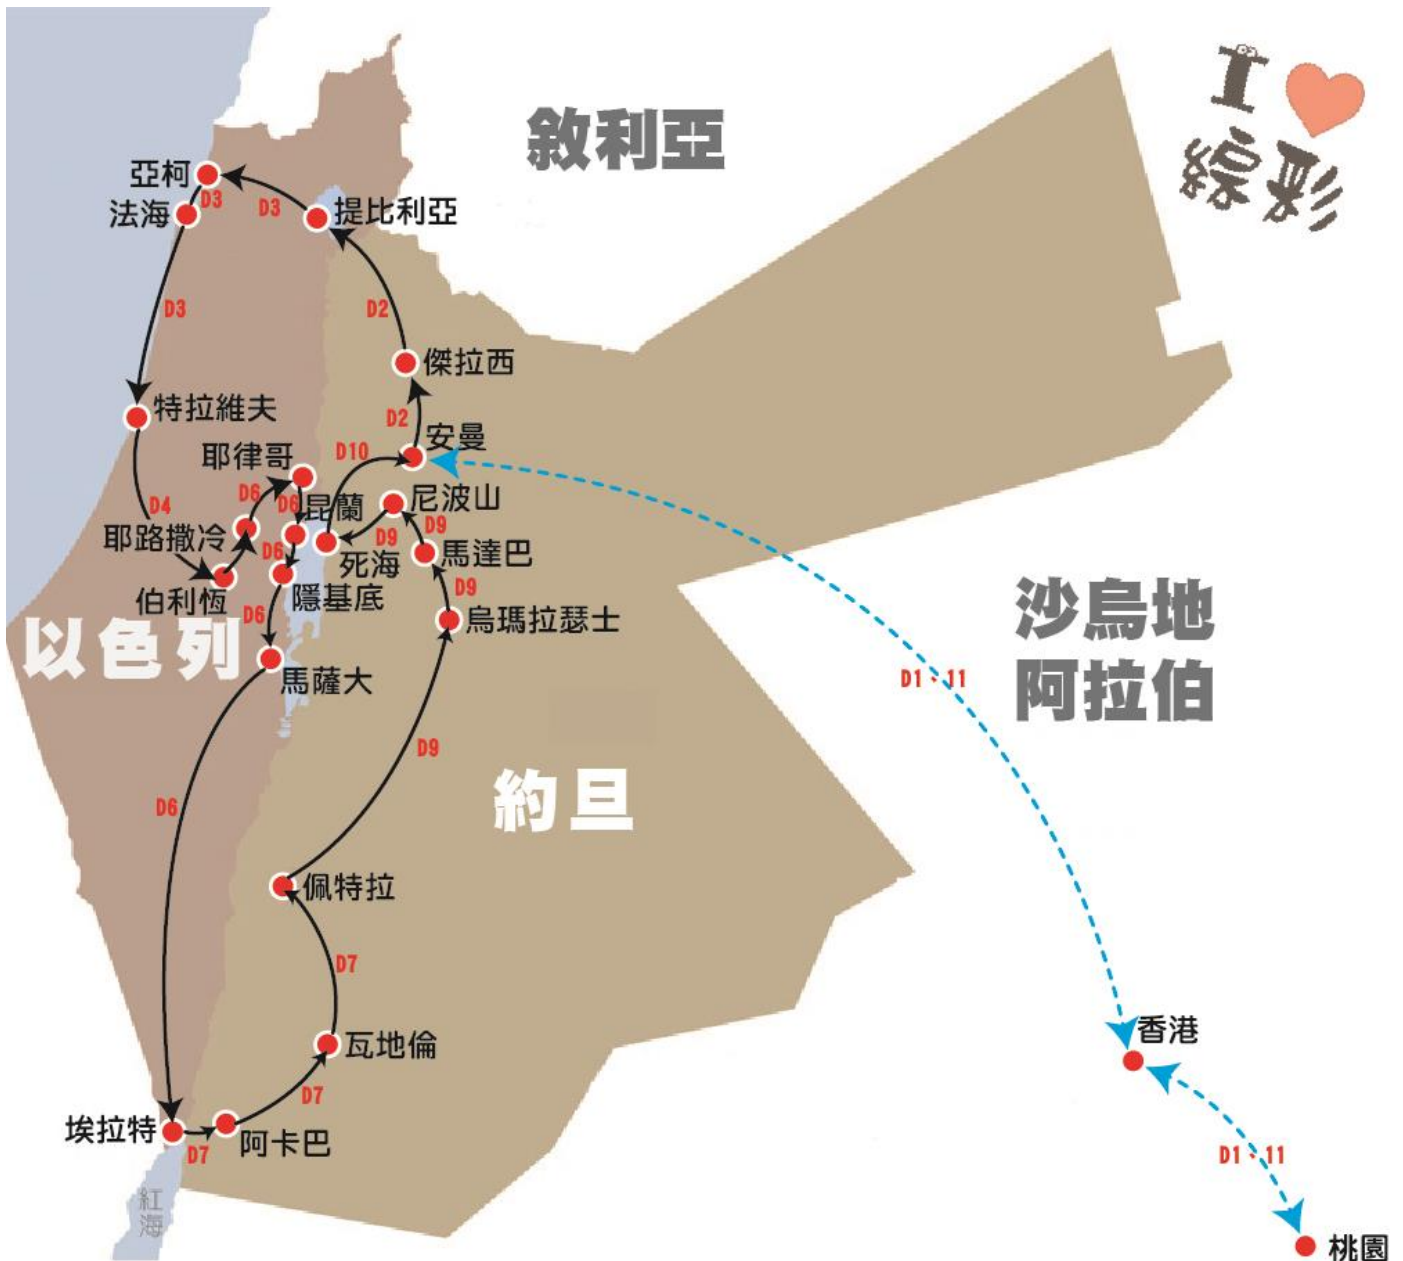 I
綵彩
敘利亞
亞柯
D3
D3
法海
提比利亞
D3
D2
傑拉西
特拉維夫
D2
安曼
D10
耶律哥
D6
D6
昆蘭
尼波山
D4
D9
D9
耶路撒冷
D6
死海
馬達巴
伯利恆
隱基底
D9
D6
烏瑪拉瑟士
以色列
馬薩大
沙烏地
阿拉伯
D1、11
D9
約旦
D6
佩特拉
D7
香港
瓦地倫
D7
埃拉特
D7
阿卡巴
D1、11
紅海
桃園